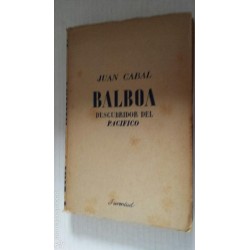 JUAN CABAL
BALBOA
DESCUBRIDOR DEL
PACIFICO
Juventud